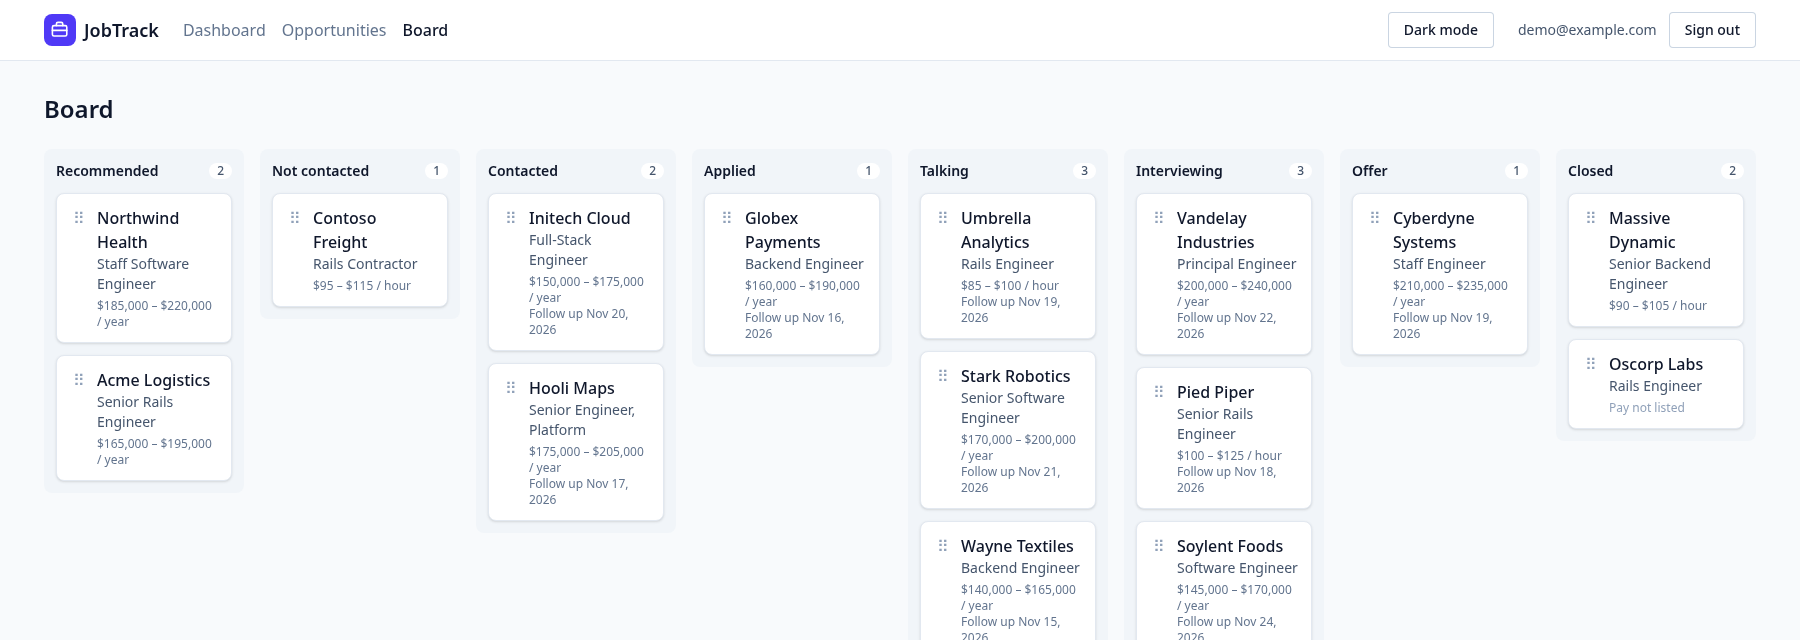 JobTrack
Dashboard
Opportunities
Board
Dark mode
demo@example.com
Sign out
Board
Recommended
2
Northwind
Health
Staff Software
Engineer
$185,000 – $220,000
/ year
Acme Logistics
Senior Rails
Engineer
$165,000 – $195,000
/ year
Not contacted
1
Contoso
Freight
Rails Contractor
$95 – $115 / hour
Contacted
2
Initech Cloud
Full-Stack
Engineer
$150,000 – $175,000
/ year
Follow up Nov 20,
2026
Hooli Maps
Senior Engineer,
Platform
$175,000 – $205,000
/ year
Follow up Nov 17,
2026
Applied
1
Globex
Payments
Backend Engineer
$160,000 – $190,000
/ year
Follow up Nov 16,
2026
Talking
3
Umbrella
Analytics
Rails Engineer
$85 – $100 / hour
Follow up Nov 19,
2026
Stark Robotics
Senior Software
Engineer
$170,000 – $200,000
/ year
Follow up Nov 21,
2026
Wayne Textiles
Backend Engineer
$140,000 – $165,000
/ year
Follow up Nov 15,
2026
Interviewing
3
Vandelay
Industries
Principal Engineer
$200,000 – $240,000
/ year
Follow up Nov 22,
2026
Pied Piper
Senior Rails
Engineer
$100 – $125 / hour
Follow up Nov 18,
2026
Soylent Foods
Software Engineer
$145,000 – $170,000
/ year
Follow up Nov 24,
2026
Offer
1
Cyberdyne
Systems
Staff Engineer
$210,000 – $235,000
/ year
Follow up Nov 19,
2026
Closed
2
Massive
Dynamic
Senior Backend
Engineer
$90 – $105 / hour
Oscorp Labs
Rails Engineer
Pay not listed